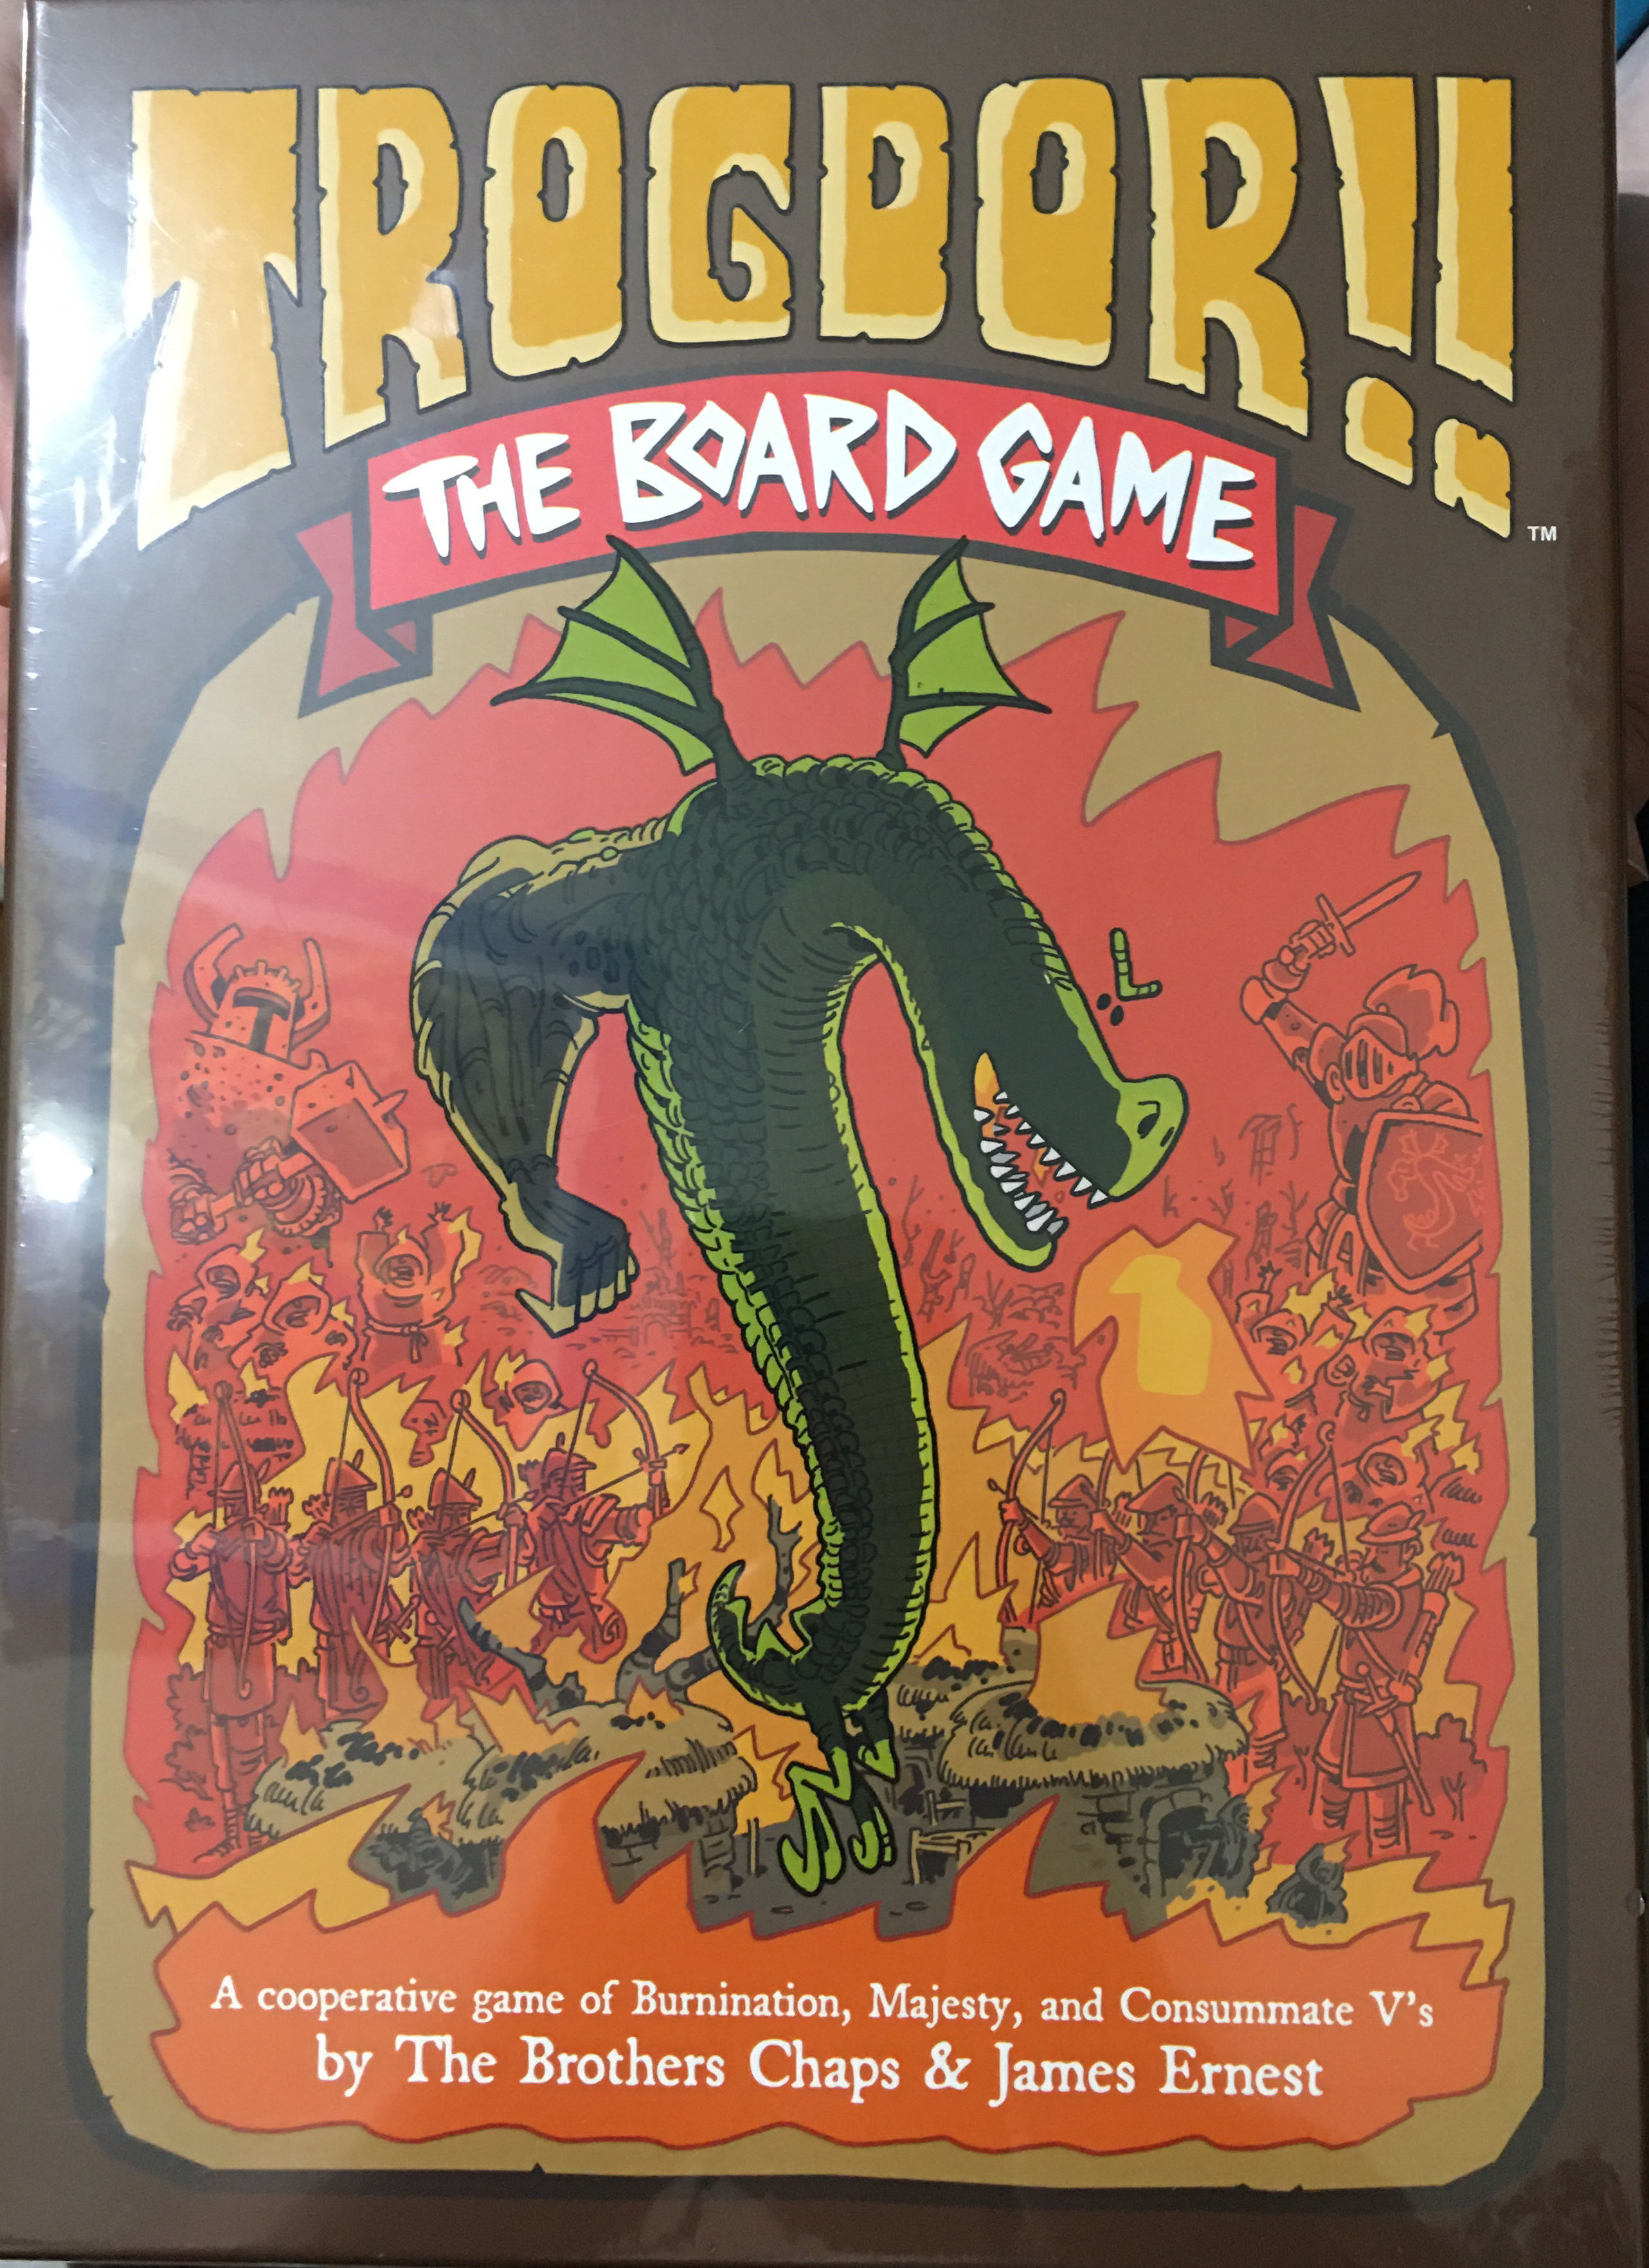 TROGDOR!!
™
THE BOARD GAME
A cooperative game of Burnination, Majesty, and Consummate V's
by The Brothers Chaps & James Ernest